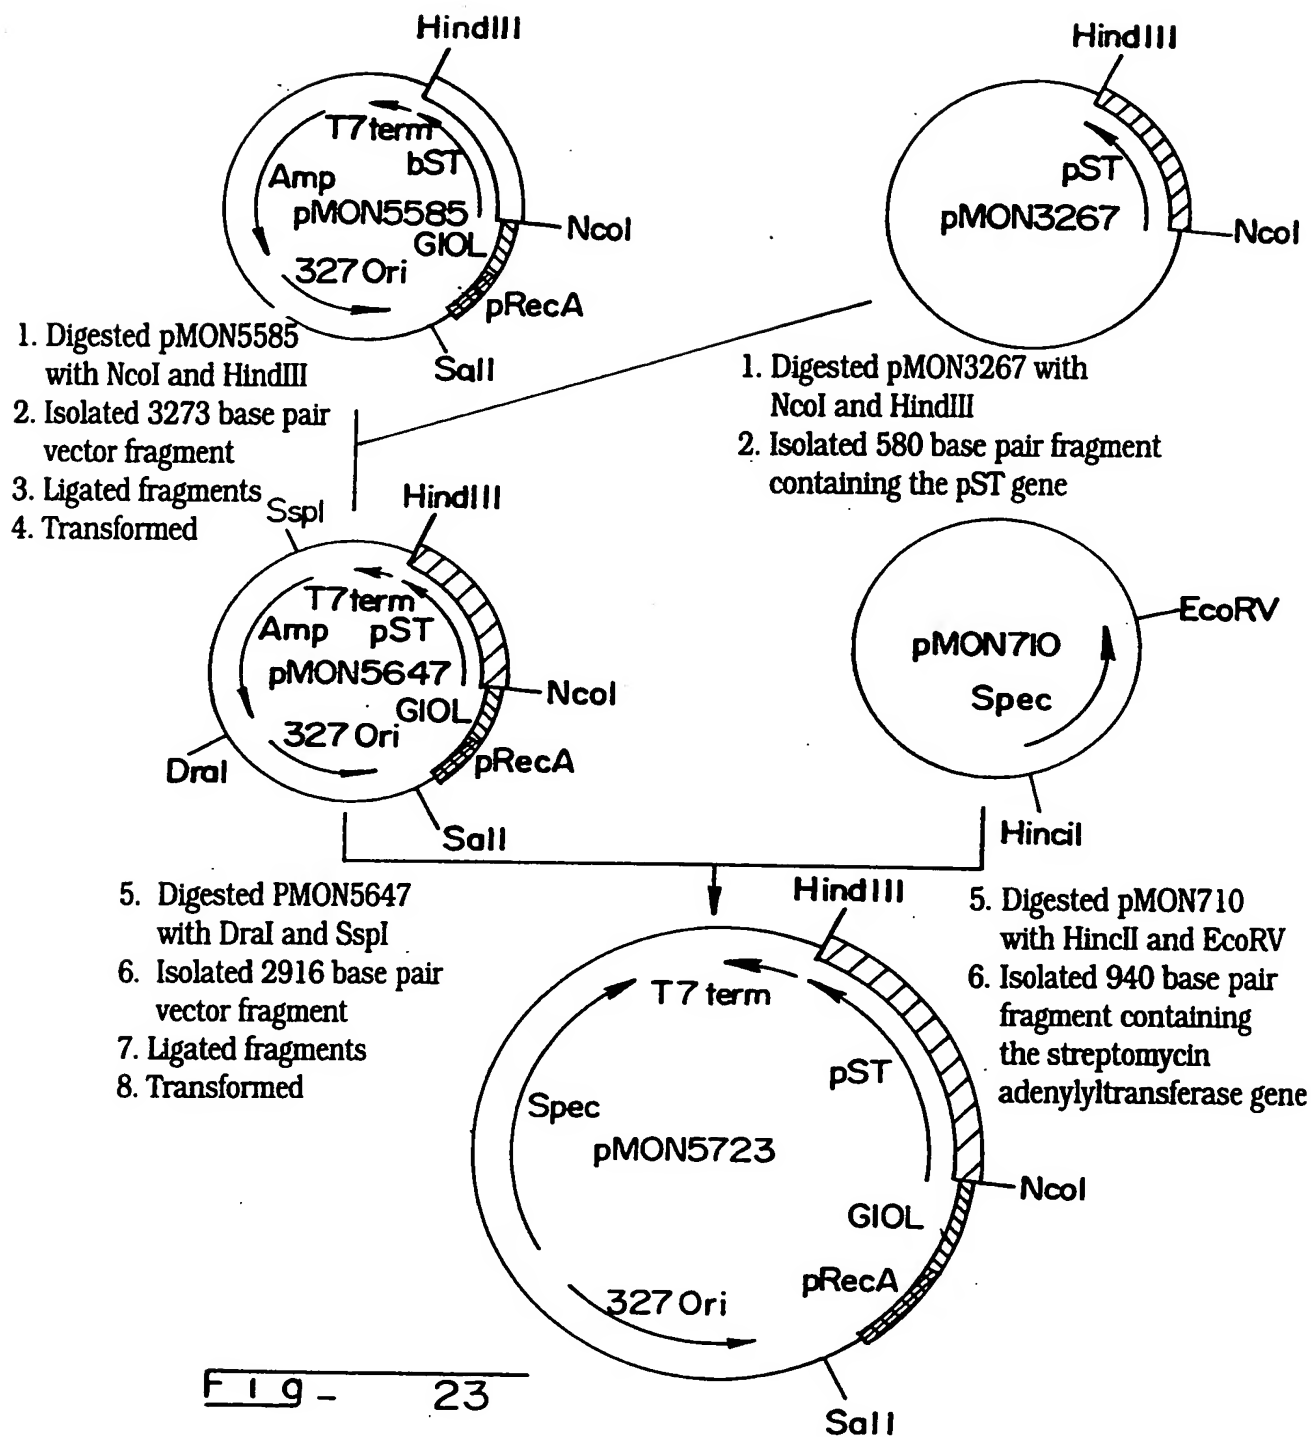 HindIII
T7 term
bST
Amp
pMON5585
G10L
NcoI
327 Ori
pRecA
SalI
HindIII
pST
pMON3267
NcoI
1. Digested pMON5585
with NcoI and HindIII
2. Isolated 3273 base pair
vector fragment
3. Ligated fragments
4. Transformed
1. Digested pMON3267 with
NcoI and HindIII
2. Isolated 580 base pair fragment
containing the pST gene
SspI
HindIII
T7 term
Amp
pST
pMON5647
G10L
NcoI
327 Ori
pRecA
DraI
SalI
EcoRV
pMON710
Spec
HinciI
5. Digested PMON5647
with DraI and SspI
6. Isolated 2916 base pair
vector fragment
7. Ligated fragments
8. Transformed
5. Digested pMON710
with HincII and EcoRV
6. Isolated 940 base pair
fragment containing
the streptomycin
adenylyltransferase gene
HindIII
T7 term
pST
Spec
pMON5723
NcoI
G10L
pRecA
327 Ori
SalI
Fig- 23